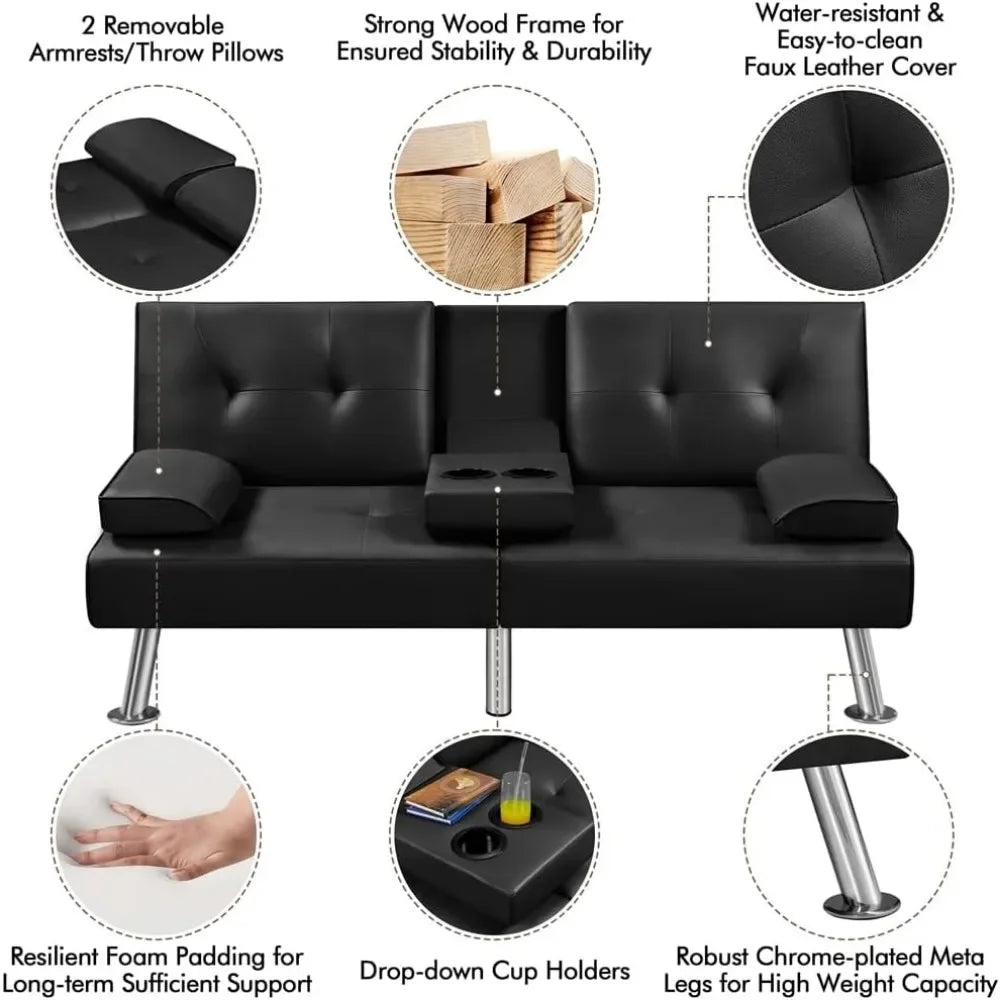 2 Removable
Armrests/Throw Pillows
Strong Wood Frame for
Ensured Stability & Durability
Water-resistant &
Easy-to-clean
Faux Leather Cover
Resilient Foam Padding for
Long-term Sufficient Support
Drop-down Cup Holders
Robust Chrome-plated Meta
Legs for High Weight Capacity